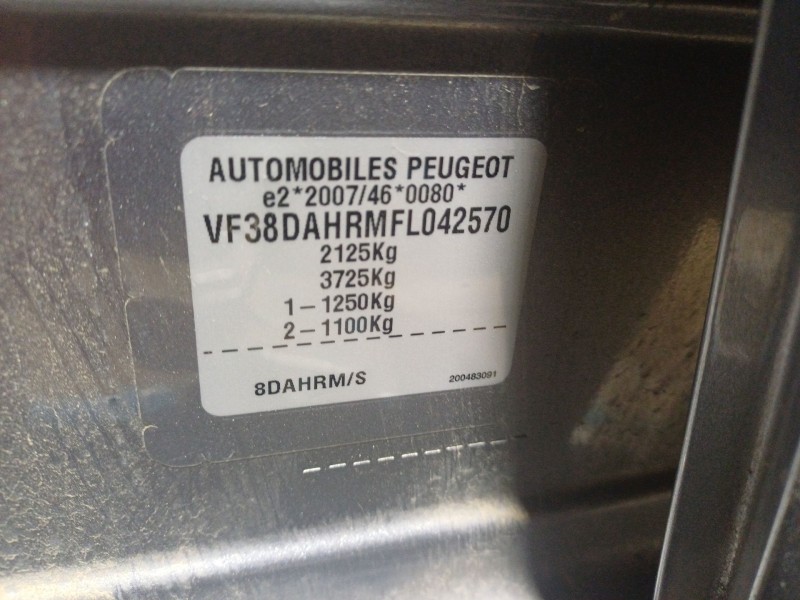 AUTOMOBILES PEUGEOT
e2*2007/46*0080*
VF38DAHRMFL042570
2125Kg
3725Kg
1-1250Kg
2-1100Kg
8DAHRM/S 200483091